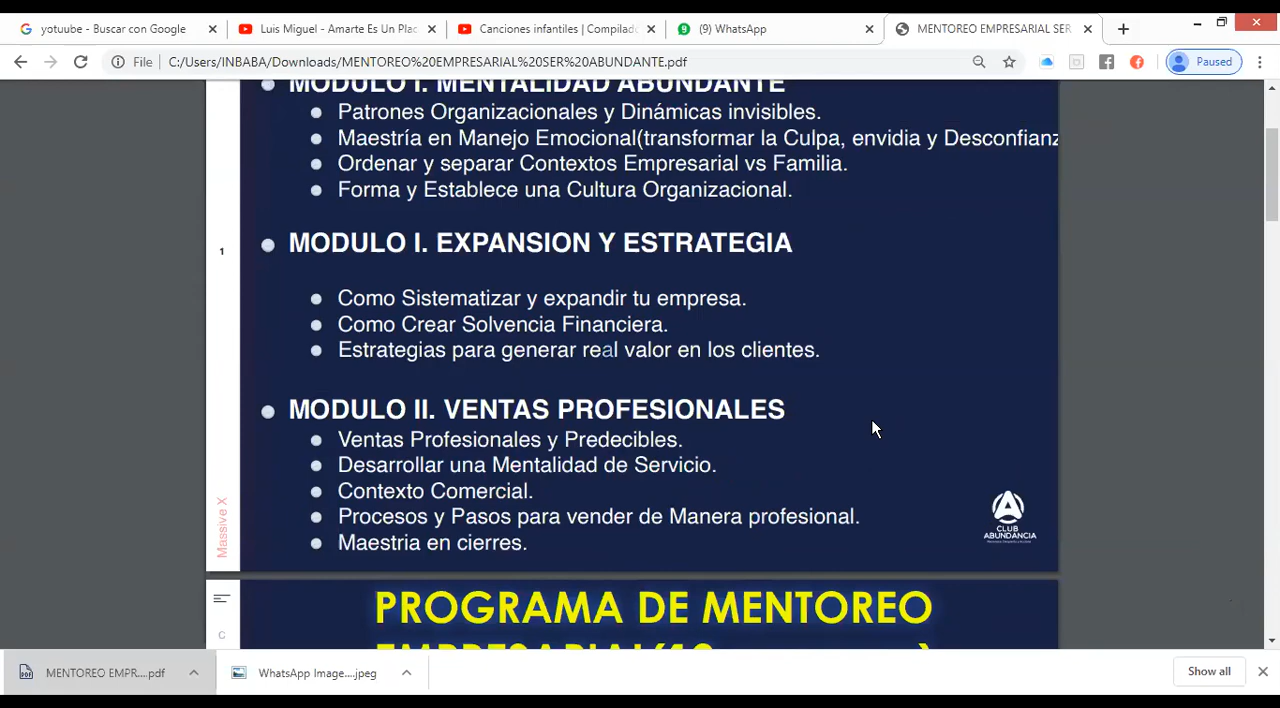 yotuube - Buscar con Google
Luis Miguel - Amarte Es Un Plac
Canciones infantiles | Compilado
(9) WhatsApp
MENTOREO EMPRESARIAL SER
File
C:/Users/INBABA/Downloads/MENTOREO%20EMPRESARIAL%20SER%20ABUNDANTE.pdf
Paused
MODULO I. MENTALIDAD ABUNDANTE
Patrones Organizacionales y Dinámicas invisibles.
Maestría en Manejo Emocional(transformar la Culpa, envidia y Desconfianz
Ordenar y separar Contextos Empresarial vs Familia.
Forma y Establece una Cultura Organizacional.
1
MODULO I. EXPANSION Y ESTRATEGIA
Como Sistematizar y expandir tu empresa.
Como Crear Solvencia Financiera.
Estrategias para generar real valor en los clientes.
MODULO II. VENTAS PROFESIONALES
Ventas Profesionales y Predecibles.
Desarrollar una Mentalidad de Servicio.
Contexto Comercial.
Procesos y Pasos para vender de Manera profesional.
Maestria en cierres.
Massive X
CLUB
ABUNDANCIA
PROGRAMA DE MENTOREO
C
MENTOREO EMPR....pdf
WhatsApp Image....jpeg
Show all